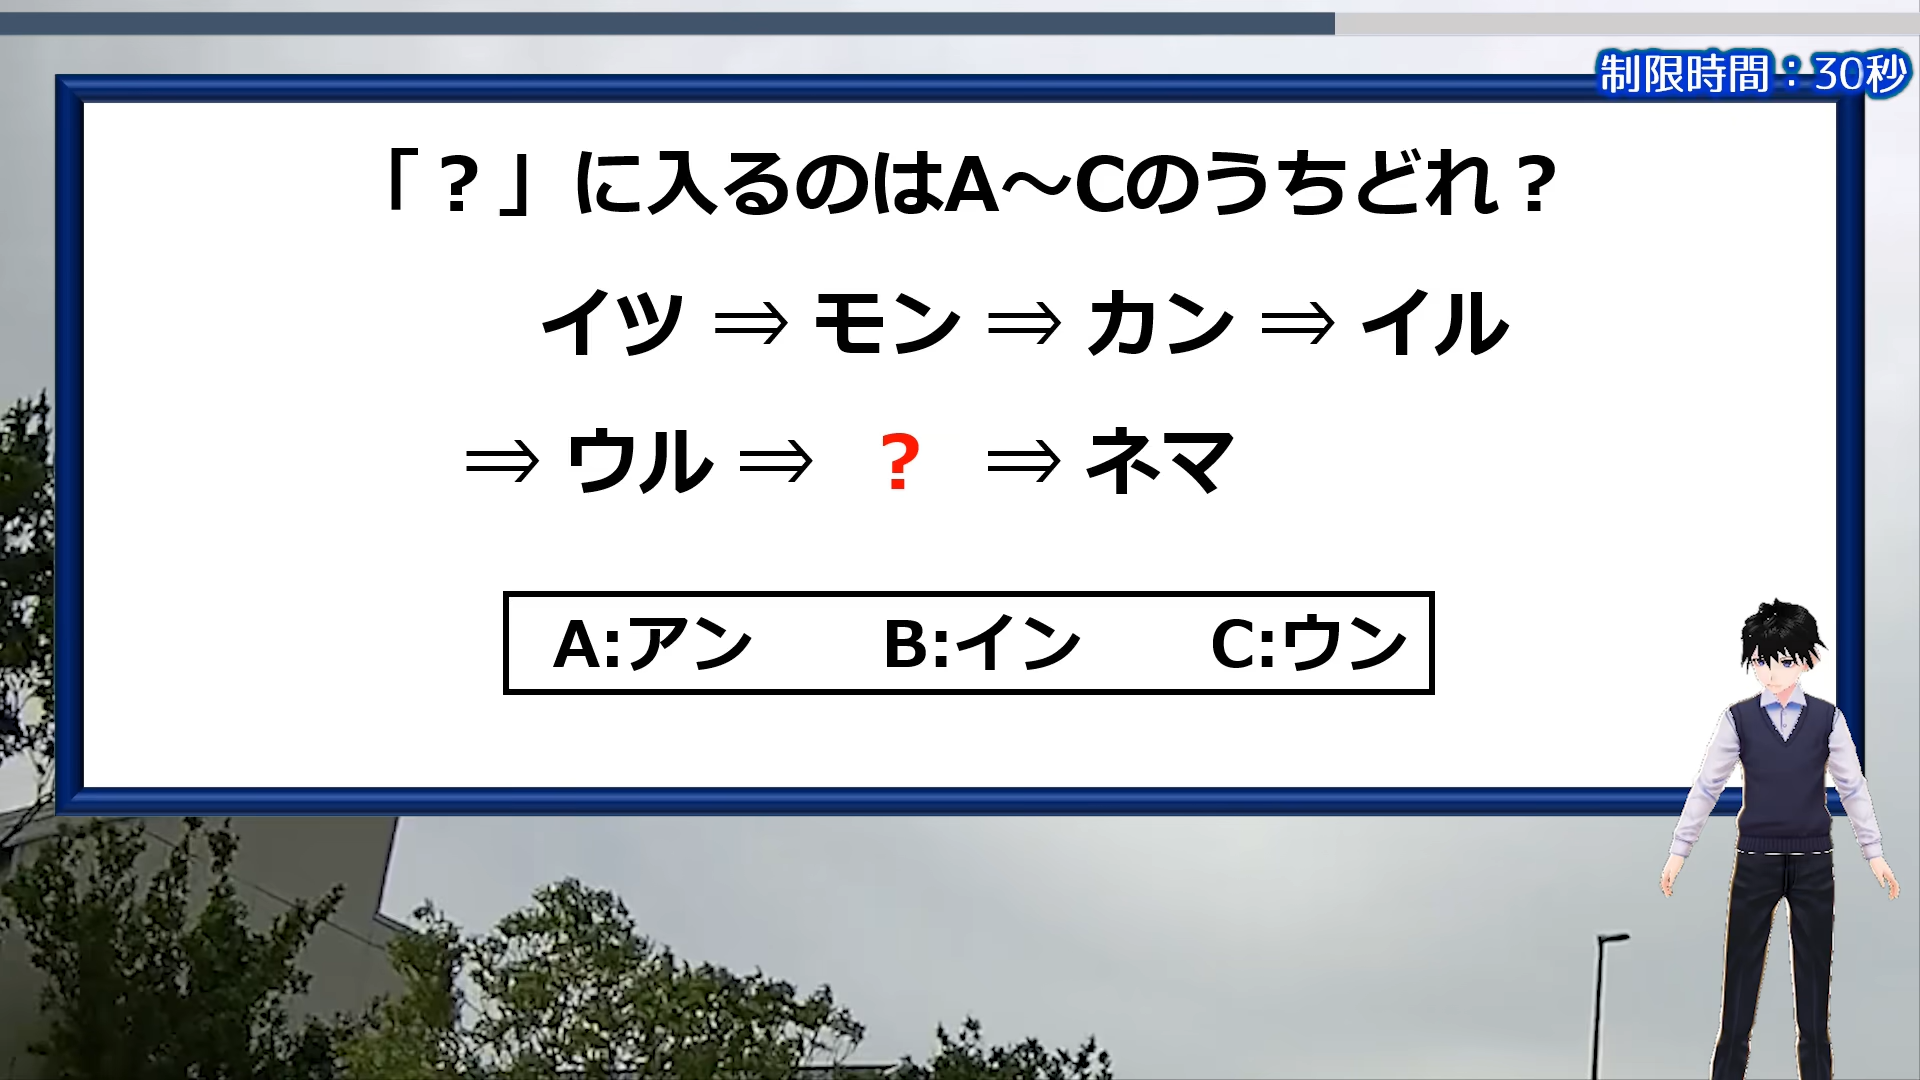 制限時間：30秒
「？」に入るのはA～Cのうちどれ？
イツ ⇒ モン ⇒ カン ⇒ イル
⇒ ウル ⇒ ？ ⇒ ネマ
A:アン B:イン C:ウン